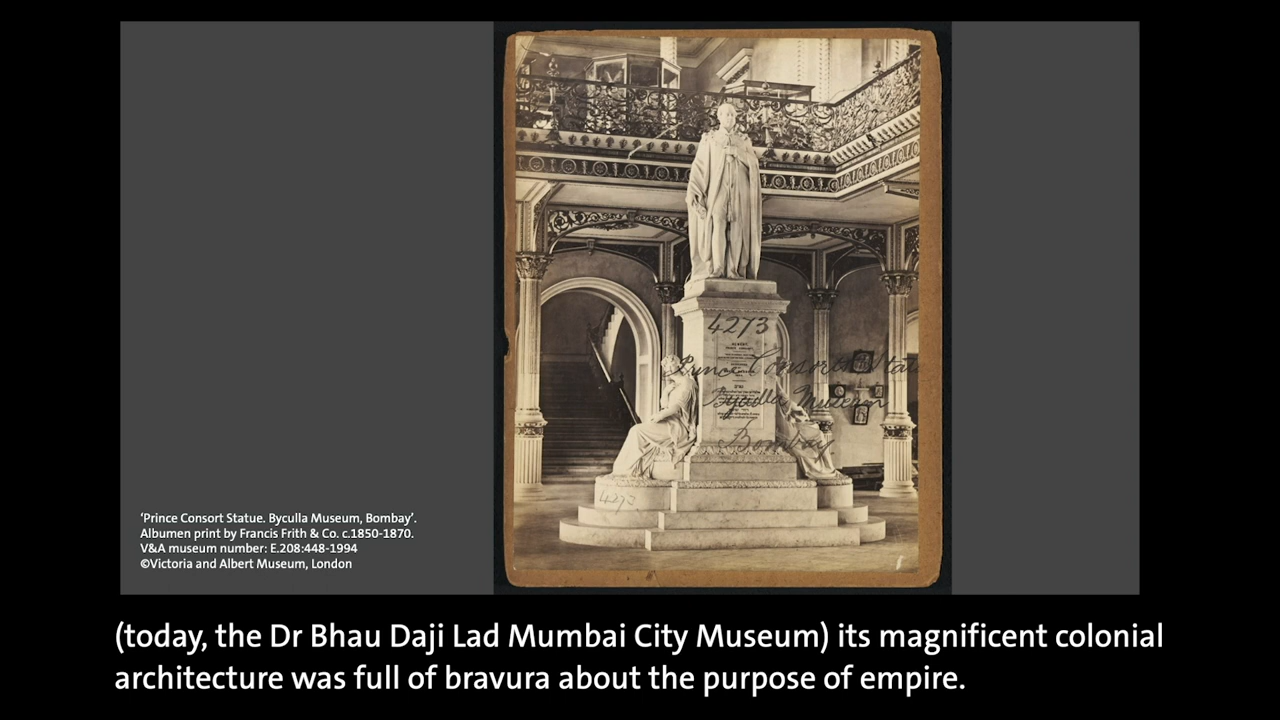 4273
Prince Consort Stat
Byculla Museum
Bombay
4273
‘Prince Consort Statue. Byculla Museum, Bombay’.
Albumen print by Francis Frith & Co. c.1850-1870.
V&A museum number: E.208:448-1994
©Victoria and Albert Museum, London
(today, the Dr Bhau Daji Lad Mumbai City Museum) its magnificent colonial
architecture was full of bravura about the purpose of empire.